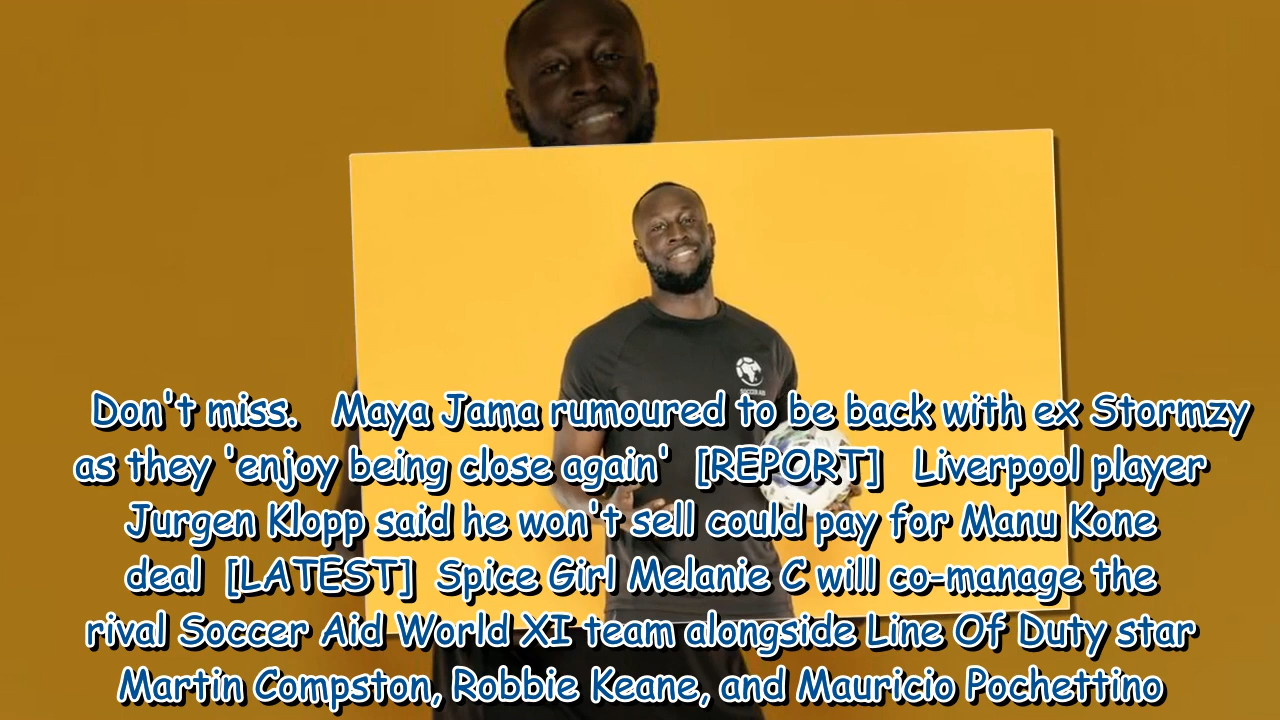 SOCCER AID
Don't miss. Maya Jama rumoured to be back with ex Stormzy
as they 'enjoy being close again' [REPORT] Liverpool player
Jurgen Klopp said he won't sell could pay for Manu Kone
deal [LATEST] Spice Girl Melanie C will co-manage the
rival Soccer Aid World XI team alongside Line Of Duty star
Martin Compston, Robbie Keane, and Mauricio Pochettino